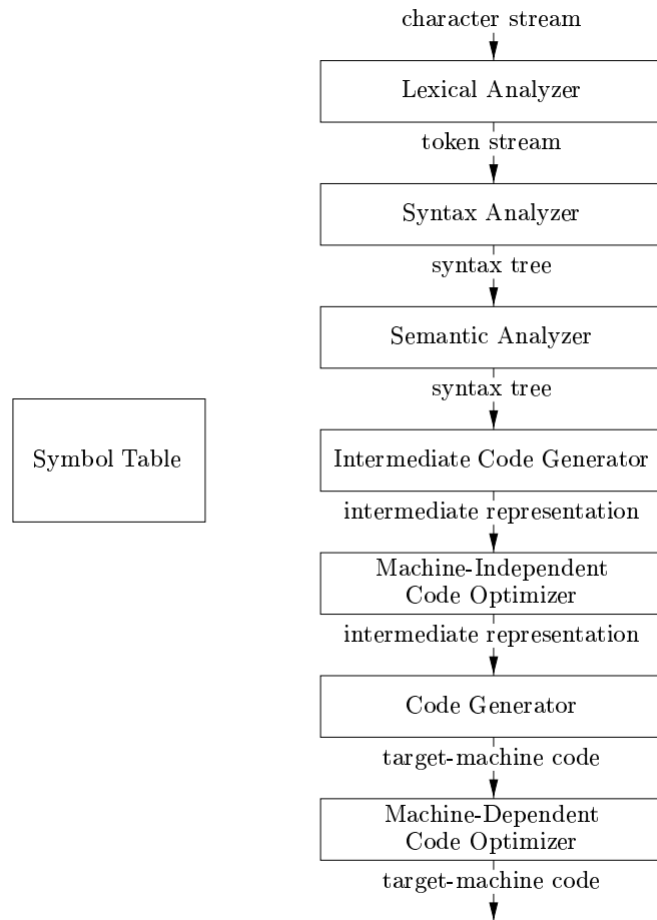 character stream
Lexical Analyzer
token stream
Syntax Analyzer
syntax tree
Semantic Analyzer
syntax tree
Symbol Table
Intermediate Code Generator
intermediate representation
Machine-Independent
Code Optimizer
intermediate representation
Code Generator
target-machine code
Machine-Dependent
Code Optimizer
target-machine code